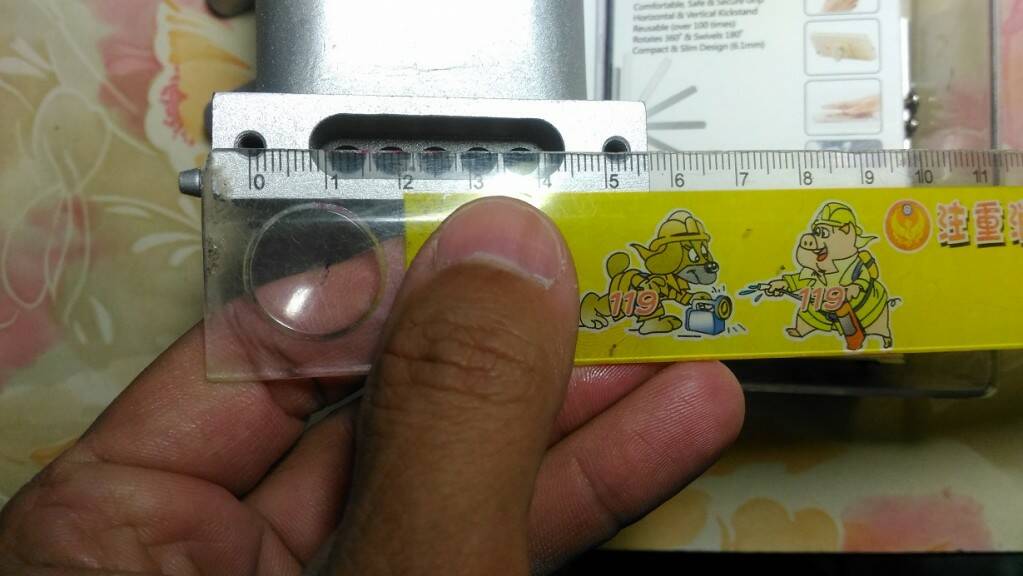 Comfortable, Safe & Secure Grip
Horizontal & Vertical Kickstand
Reusable (over 100 times)
Rotates 360° & Swivels 180°
Compact & Slim Design (6.1mm)
0 1 2 3 4 5 6 7 8 9 10 11
注重
119 119